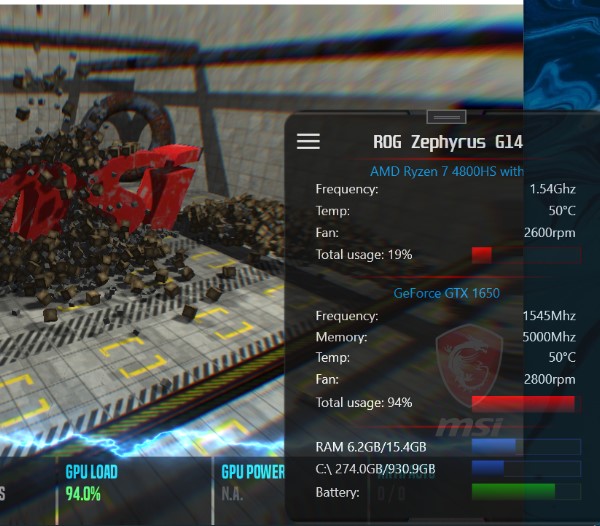 ROG Zephyrus G14
AMD Ryzen 7 4800HS with
Frequency: 1.54Ghz
Temp: 50°C
Fan: 2600rpm
Total usage: 19%
GeForce GTX 1650
Frequency: 1545Mhz
Memory: 5000Mhz
Temp: 50°C
Fan: 2800rpm
Total usage: 94%
msi
RAM 6.2GB/15.4GB
C:\ 274.0GB/930.9GB
Battery:
S GPU LOAD GPU POWER
94.0% N.A. 0 / 0